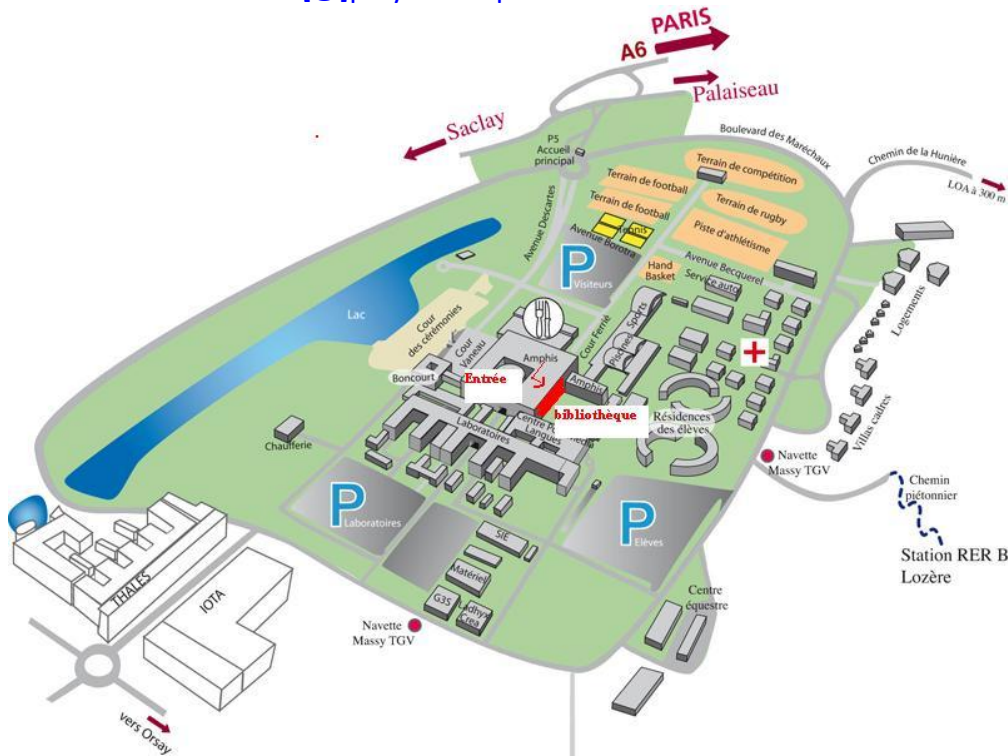 PARIS
A6
Palaiseau
Saclay
P5
Accueil
principal
Boulevard des Maréchaux
Chemin de la Hunière
LOA à 300 m
Terrain de compétition
Terrain de football
Terrain de football
Terrain de rugby
Piste d'athlétisme
Tennis
Avenue Descartes
Avenue Borotra
Avenue Becquerel
P
Visiteurs
Hand
Basket
Service auto
Logements
Lac
Cour
des cérémonies
Cour
Vaneau
Cour Ferrié
Piscines
Sports
Amphis
Boncourt
Entrée
Amphis
bibliothèque
Résidences
des élèves
Laboratoires
Langues
Villas cadres
Chaufferie
Navette
Massy TGV
Chemin
piétonnier
Station RER B
Lozère
P
Laboratoires
P
Elèves
SIE
Matériel
G3S
Ladhyx
Crea
Centre
équestre
Navette
Massy TGV
THALES
IOTA
vers Orsay